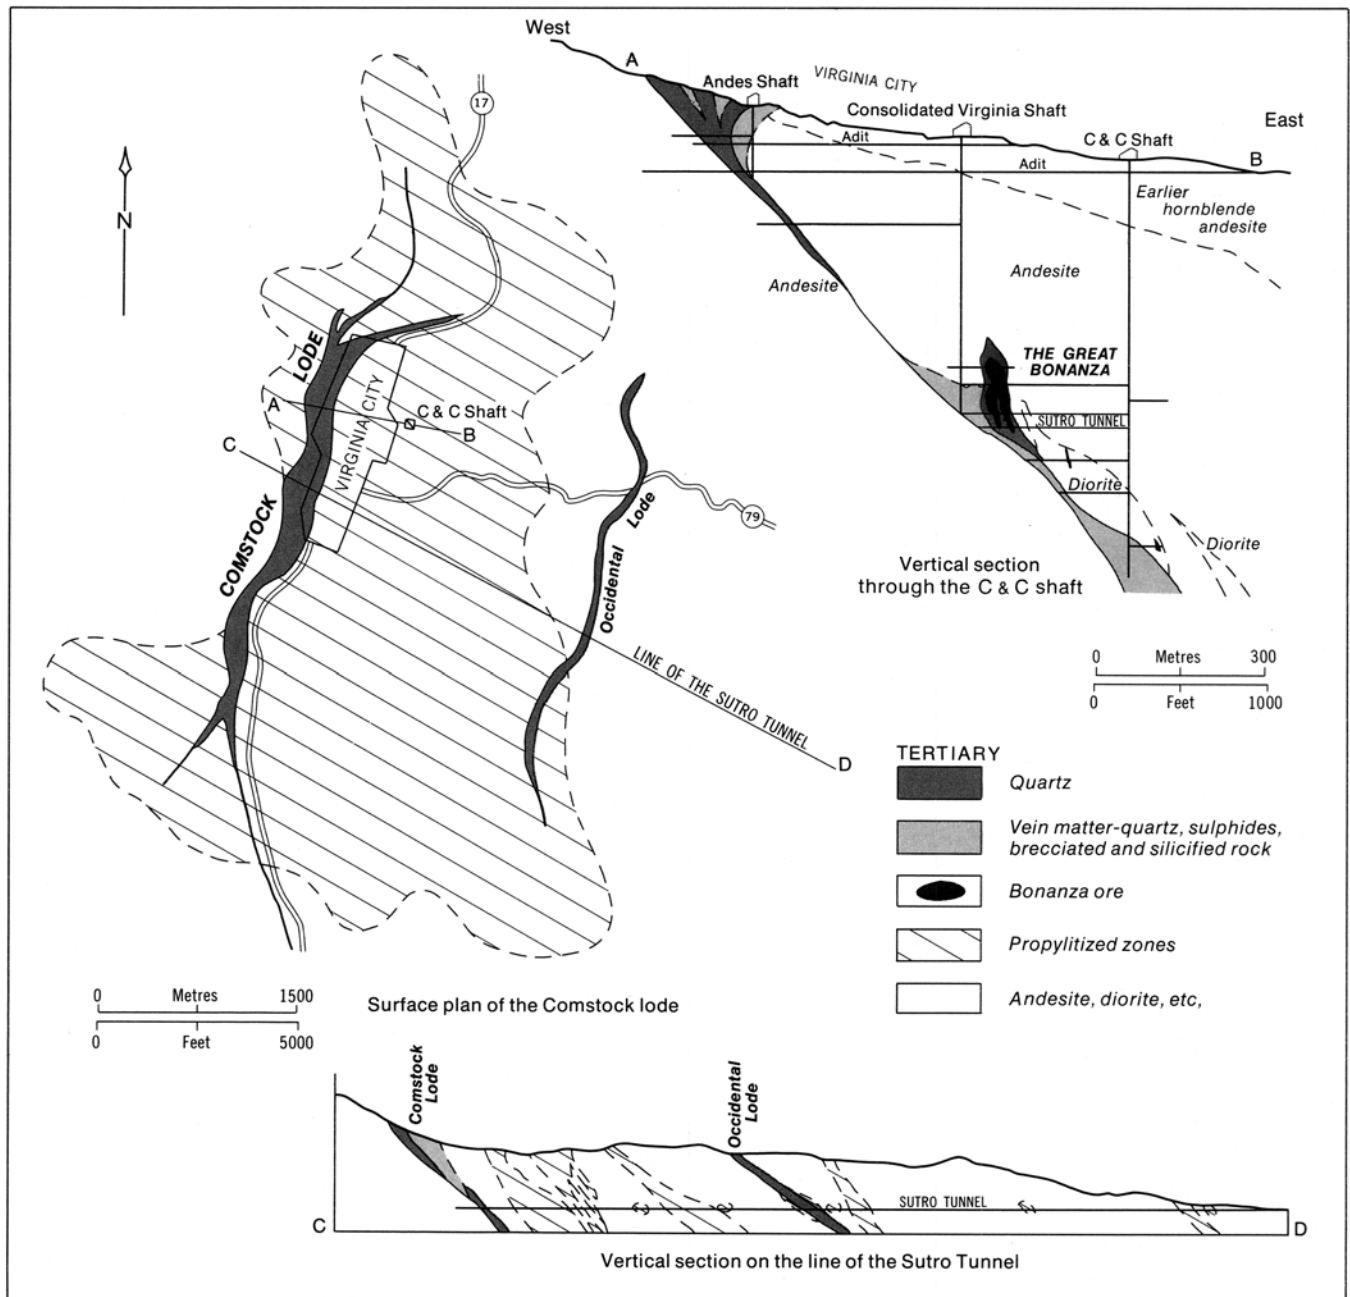 West
A
Andes Shaft
VIRGINIA CITY
Consolidated Virginia Shaft
C & C Shaft
East
B
Adit
Adit
Earlier
hornblende
andesite
Andesite
Andesite
THE GREAT
BONANZA
SUTRO TUNNEL
Diorite
Diorite
Vertical section
through the C & C shaft
0 Metres 300
0 Feet 1000
17
N
LODE
COMSTOCK
VIRGINIA CITY
A
C & C Shaft
B
C
79
Occidental
Lode
LINE OF THE SUTRO TUNNEL
D
TERTIARY
Quartz
Vein matter-quartz, sulphides,
brecciated and silicified rock
Bonanza ore
Propylitized zones
Andesite, diorite, etc,
0 Metres 1500
0 Feet 5000
Surface plan of the Comstock lode
Comstock
Lode
Occidental
Lode
SUTRO TUNNEL
C
D
Vertical section on the line of the Sutro Tunnel